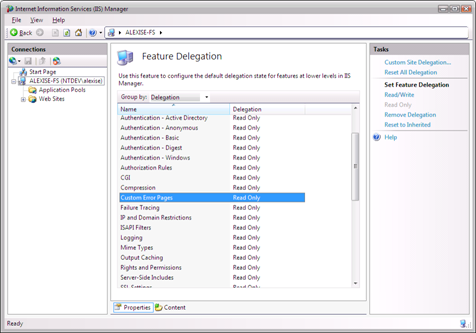 Internet Information Services (IIS) Manager
File View Help
Back
ALEXISE-FS
Connections
Start Page
ALEXISE-FS (NTDEV\alexise)
Application Pools
Web Sites
Feature Delegation
Use this feature to configure the default delegation state for features at lower levels in IIS
Manager.
Group by: Delegation
Name Delegation
Authentication - Active Directory Read Only
Authentication - Anonymous Read Only
Authentication - Basic Read Only
Authentication - Digest Read Only
Authentication - Windows Read Only
Authorization Rules Read Only
CGI Read Only
Compression Read Only
Custom Error Pages Read Only
Failure Tracing Read Only
IP and Domain Restrictions Read Only
ISAPI Filters Read Only
Logging Read Only
Mime Types Read Only
Output Caching Read Only
Rights and Permissions Read Only
Server-Side Includes Read Only
SSL Settings Read Only
Properties Content
Tasks
Custom Site Delegation...
Reset All Delegation
Set Feature Delegation
Read/Write
Read Only
Remove Delegation
Reset to Inherited
Help
Ready